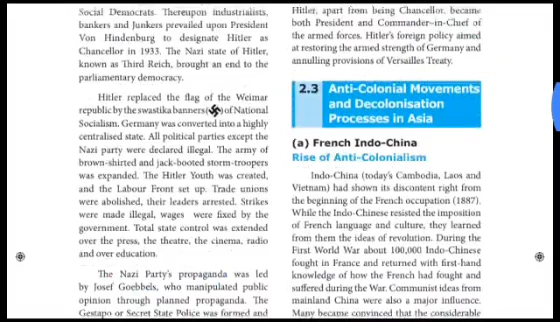 Social Democrats. Thereupon industrialists,
bankers and Junkers prevailed upon President
Von Hindenburg to designate Hitler as
Chancellor in 1933. The Nazi state of Hitler,
known as Third Reich, brought an end to the
parliamentary democracy.
Hitler replaced the flag of the Weimar
republic by the swastika banners(卐) of National
Socialism. Germany was converted into a highly
centralised state. All political parties except the
Nazi party were declared illegal. The army of
brown-shirted and jack-booted storm-troopers
was expanded. The Hitler Youth was created,
and the Labour Front set up. Trade unions
were abolished, their leaders arrested. Strikes
were made illegal, wages were fixed by the
government. Total state control was extended
over the press, the theatre, the cinema, radio
and over education.
The Nazi Party's propaganda was led
by Josef Goebbels, who manipulated public
opinion through planned propaganda. The
Gestapo or Secret State Police was formed and
Hitler, apart from being Chancellor, became
both President and Commander-in-Chief of
the armed forces. Hitler's foreign policy aimed
at restoring the armed strength of Germany and
annulling provisions of Versailles Treaty.
2.3 Anti-Colonial Movements
and Decolonisation
Processes in Asia
(a) French Indo-China
Rise of Anti-Colonialism
Indo-China (today's Cambodia, Laos and
Vietnam) had shown its discontent right from
the beginning of the French occupation (1887).
While the Indo-Chinese resisted the imposition
of French language and culture, they learned
from them the ideas of revolution. During the
First World War about 100,000 Indo-Chinese
fought in France and returned with first-hand
knowledge of how the French had fought and
suffered during the War. Communist ideas from
mainland China were also a major influence.
Many became convinced that the considerable